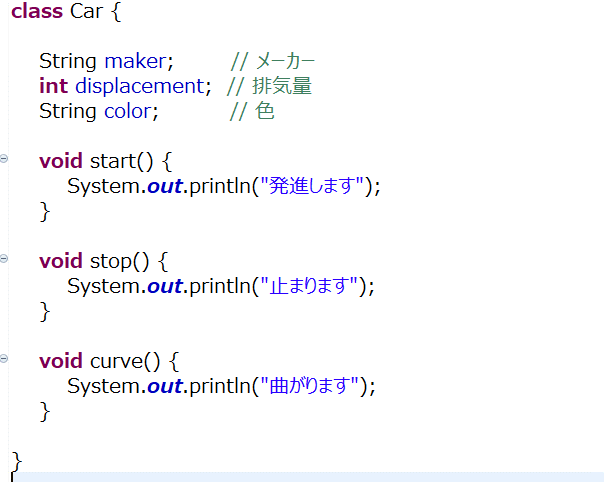 class Car {
String maker; // メーカー
int displacement; // 排気量
String color; // 色
void start() {
System.out.println("発進します");
}
void stop() {
System.out.println("止まります");
}
void curve() {
System.out.println("曲がります");
}
}